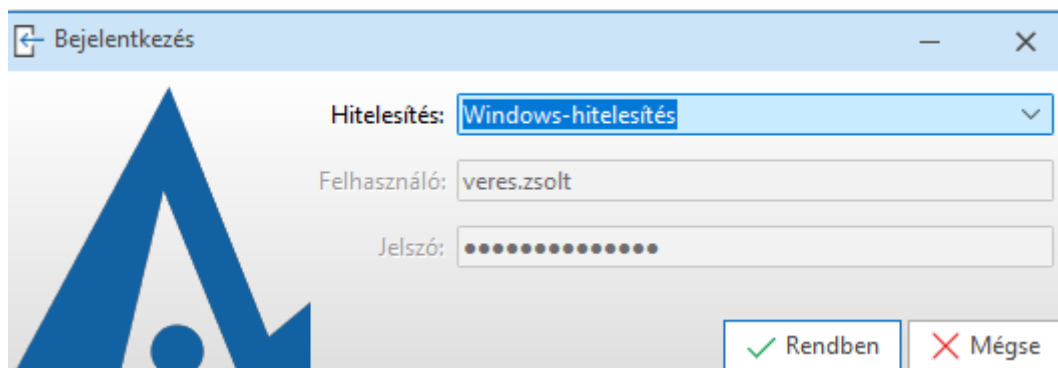 Bejelentkezés
Hitelesítés: Windows-hitelesítés
Felhasználó: veres.zsolt
Jelszó: ●●●●●●●●●●●●●●
Rendben Mégse